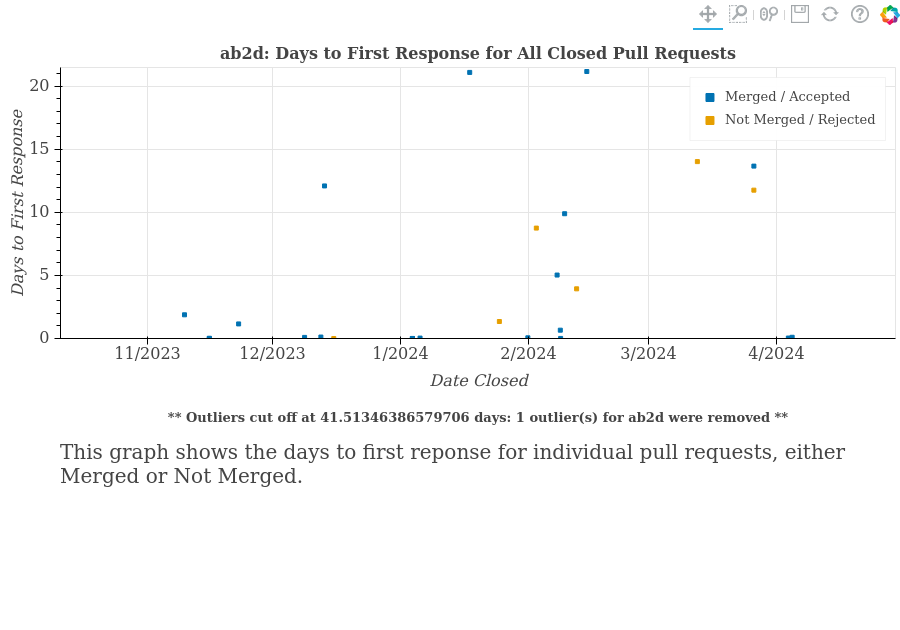 ab2d: Days to First Response for All Closed Pull Requests
Days to First Response
20
15
10
5
0
Merged / Accepted
Not Merged / Rejected
11/2023
12/2023
1/2024
2/2024
3/2024
4/2024
Date Closed
** Outliers cut off at 41.51346386579706 days: 1 outlier(s) for ab2d were removed **
This graph shows the days to first reponse for individual pull requests, either
Merged or Not Merged.